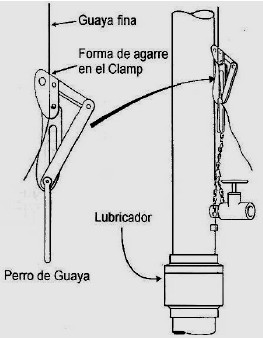 Guaya fina
Forma de agarre
en el Clamp
Lubricador
Perro de Guaya